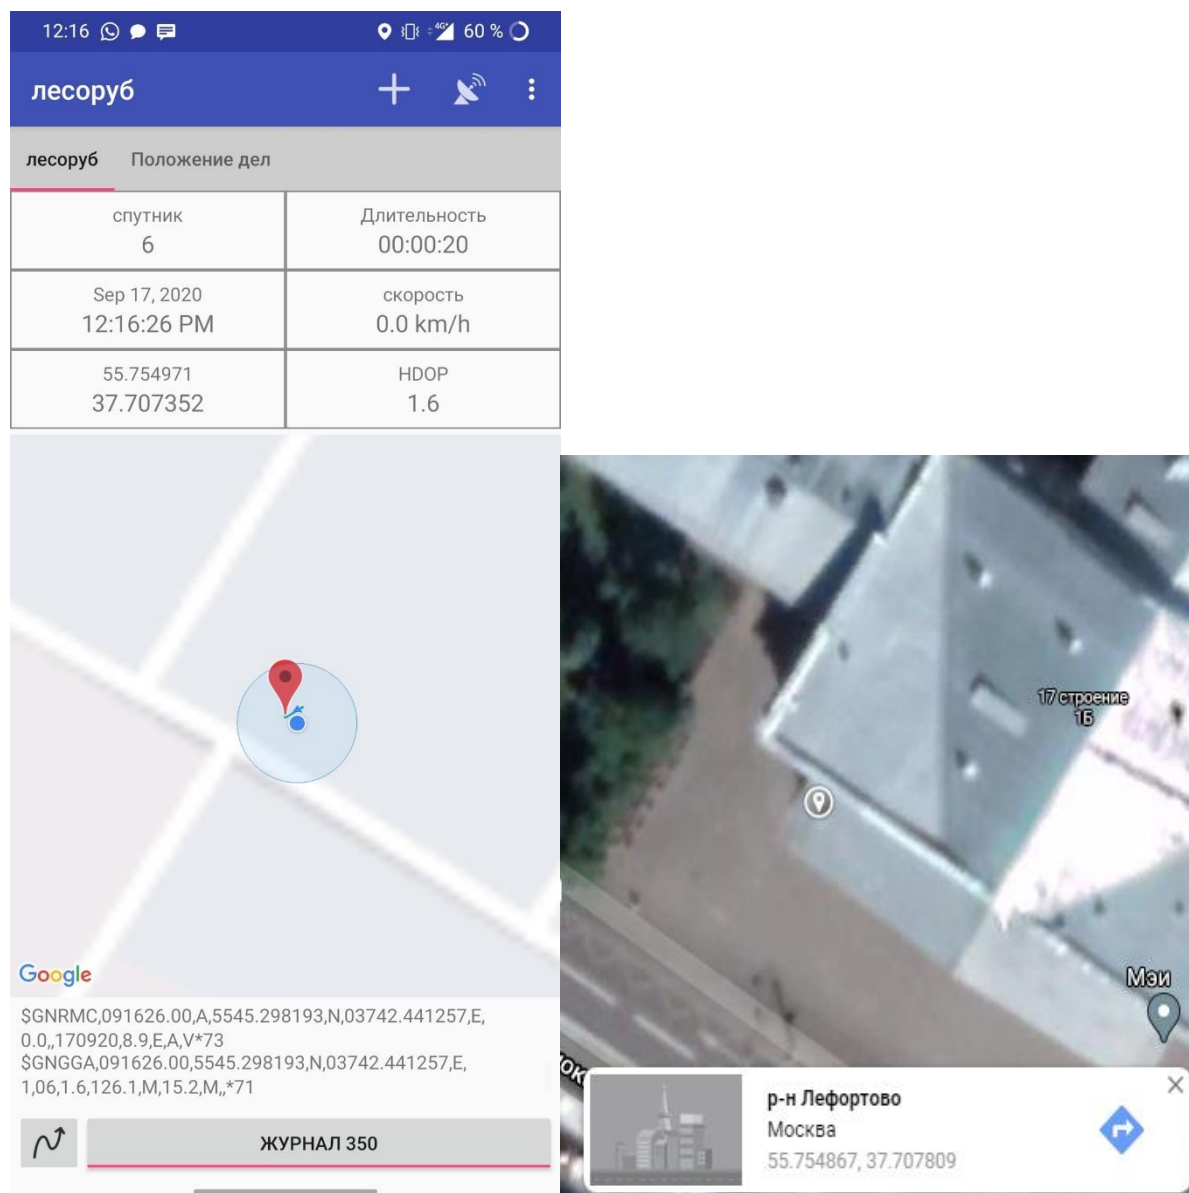 12:16 4G+ 60 %
лесоруб
лесоруб Положение дел
спутник
6
Длительность
00:00:20
Sep 17, 2020
12:16:26 PM
скорость
0.0 km/h
55.754971
37.707352
HDOP
1.6
Google
$GNRMC,091626.00,A,5545.298193,N,03742.441257,E,
0.0,,170920,8.9,E,A,V*73
$GNGGA,091626.00,5545.298193,N,03742.441257,E,
1,06,1.6,126.1,M,15.2,M,,*71
ЖУРНАЛ 350
17 строение
1Б
Мэи
р-н Лефортово
Москва
55.754867, 37.707809